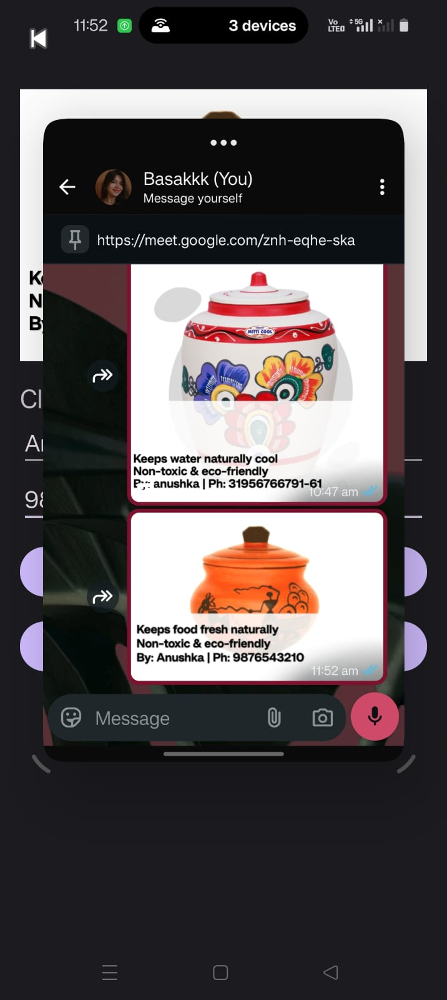 11:52
3 devices
Vo LTE
5G
Basakkk (You)
Message yourself
https://meet.google.com/znh-eqhe-ska
K
N
B
MITTI COOL
Keeps water naturally cool
Non-toxic & eco-friendly
By: anushka | Ph: 31956766791-61
10:47 am
Cl
A
98
Keeps food fresh naturally
Non-toxic & eco-friendly
By: Anushka | Ph: 9876543210
11:52 am
Message